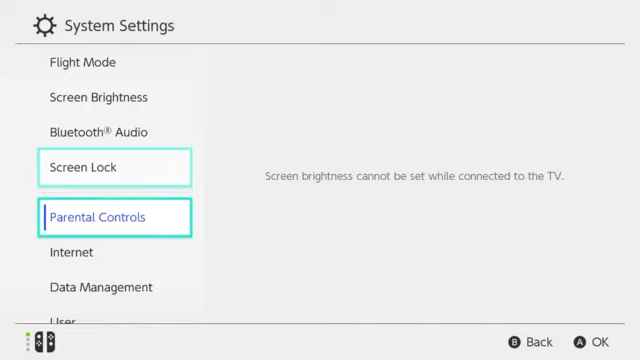 System Settings
Flight Mode
Screen Brightness
Bluetooth® Audio
Screen Lock
Screen brightness cannot be set while connected to the TV.
Parental Controls
Internet
Data Management
User
B Back A OK